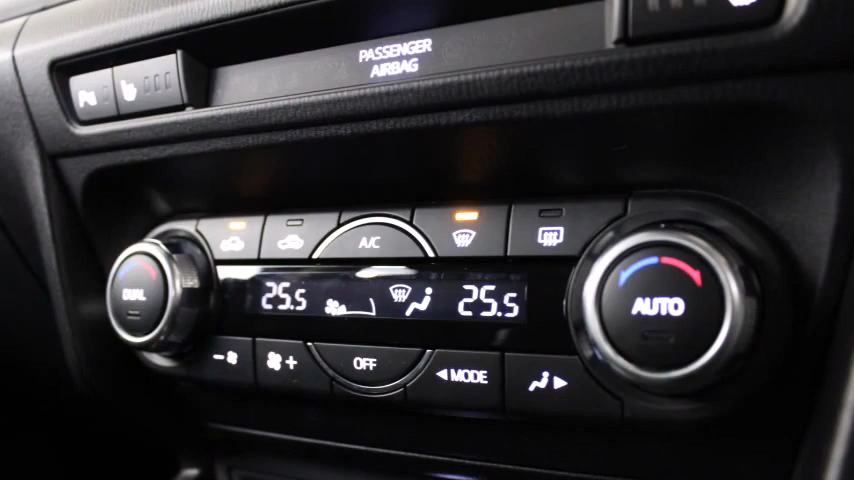 PASSENGER
AIRBAG
P
A/C
DUAL
25.5
25.5
AUTO
- +
OFF
◀ MODE
▶